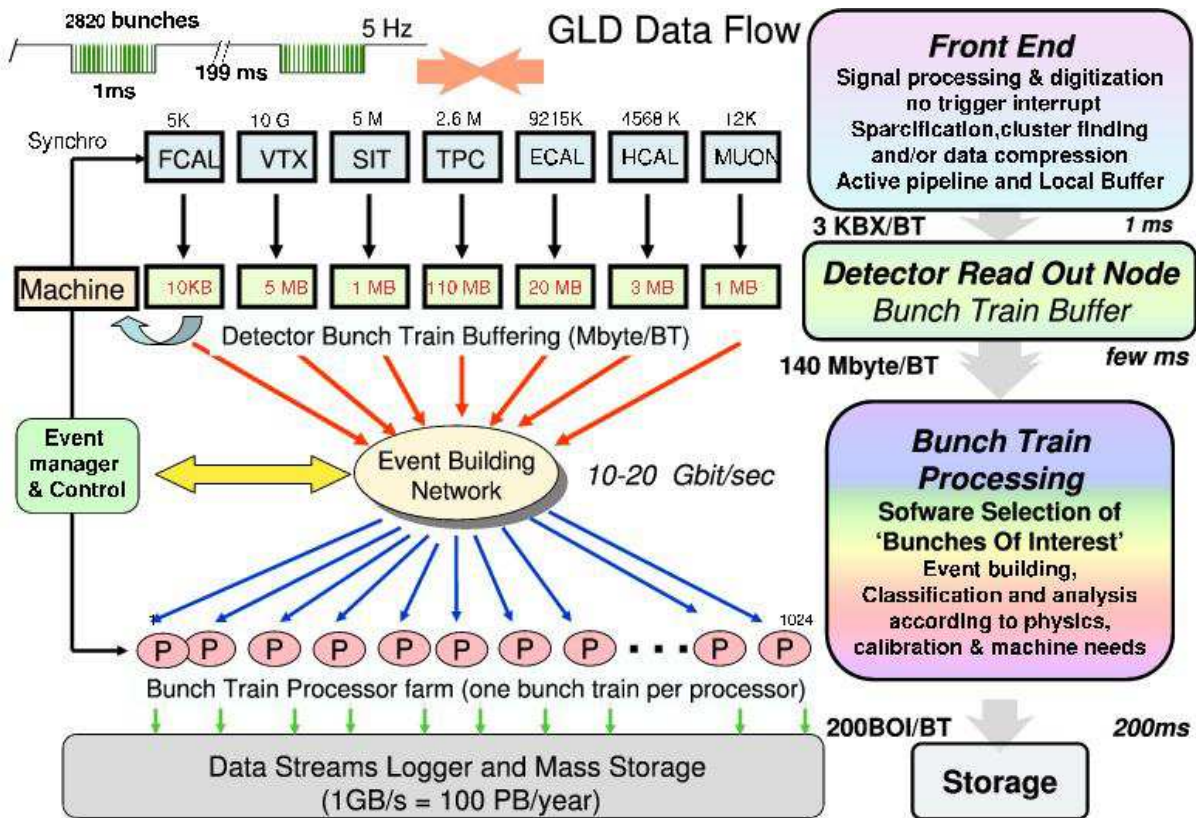 2820 bunches
5 Hz
199 ms
1ms
GLD Data Flow
Synchro
5K 10 G 5 M 2.6 M 9215K 4568 K 12K
FCAL VTX SIT TPC ECAL HCAL MUON
Machine
10KB 5 MB 1 MB 110 MB 20 MB 3 MB 1 MB
Detector Bunch Train Buffering (Mbyte/BT)
Event
manager
& Control
Event Building
Network
10-20 Gbit/sec
1024
P P P P P P P P P P
Bunch Train Processor farm (one bunch train per processor)
Data Streams Logger and Mass Storage
(1GB/s = 100 PB/year)
Front End
Signal processing & digitization
no trigger interrupt
Sparcification,cluster finding
and/or data compression
Active pipeline and Local Buffer
3 KBX/BT 1 ms
Detector Read Out Node
Bunch Train Buffer
140 Mbyte/BT few ms
Bunch Train
Processing
Sofware Selection of
‘Bunches Of Interest’
Event building,
Classification and analysis
according to physics,
calibration & machine needs
200BOI/BT 200ms
Storage